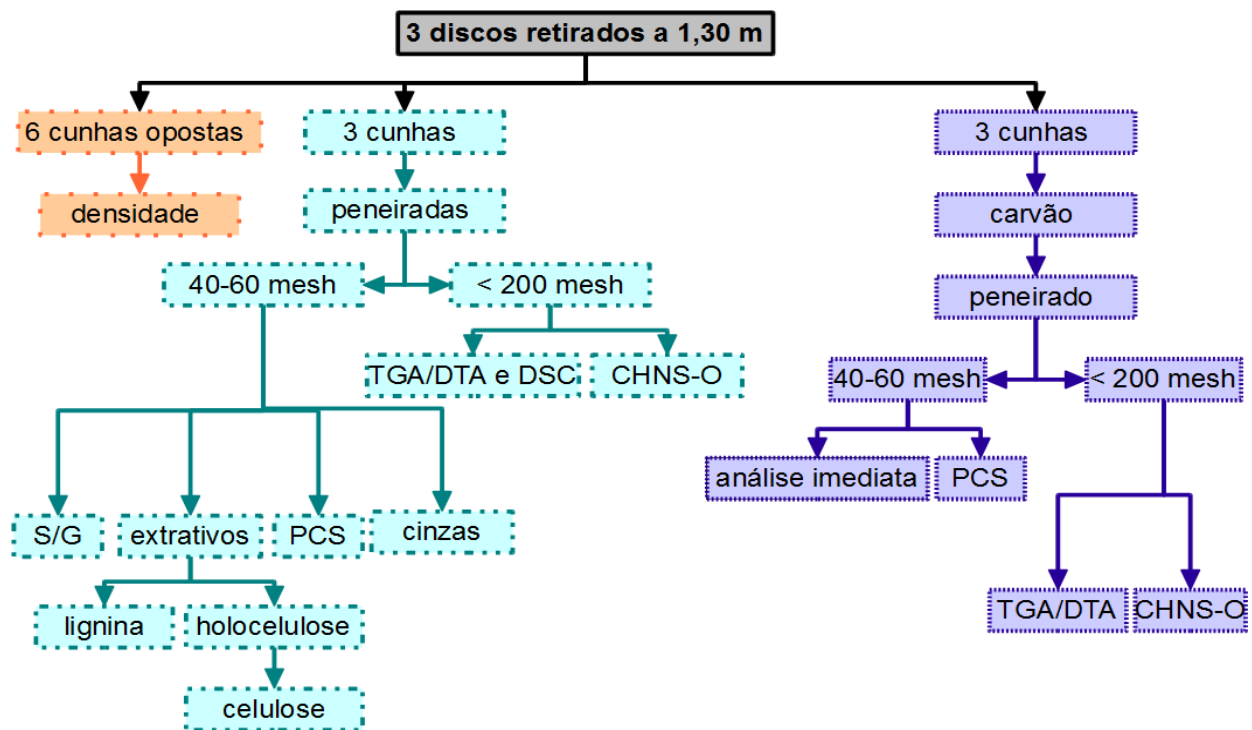 3 discos retirados a 1,30 m
6 cunhas opostas
3 cunhas
3 cunhas
densidade
peneiradas
carvão
40-60 mesh
< 200 mesh
peneirado
TGA/DTA e DSC
CHNS-O
40-60 mesh
< 200 mesh
análise imediata
PCS
S/G
extrativos
PCS
cinzas
TGA/DTA
CHNS-O
lignina
holocelulose
celulose